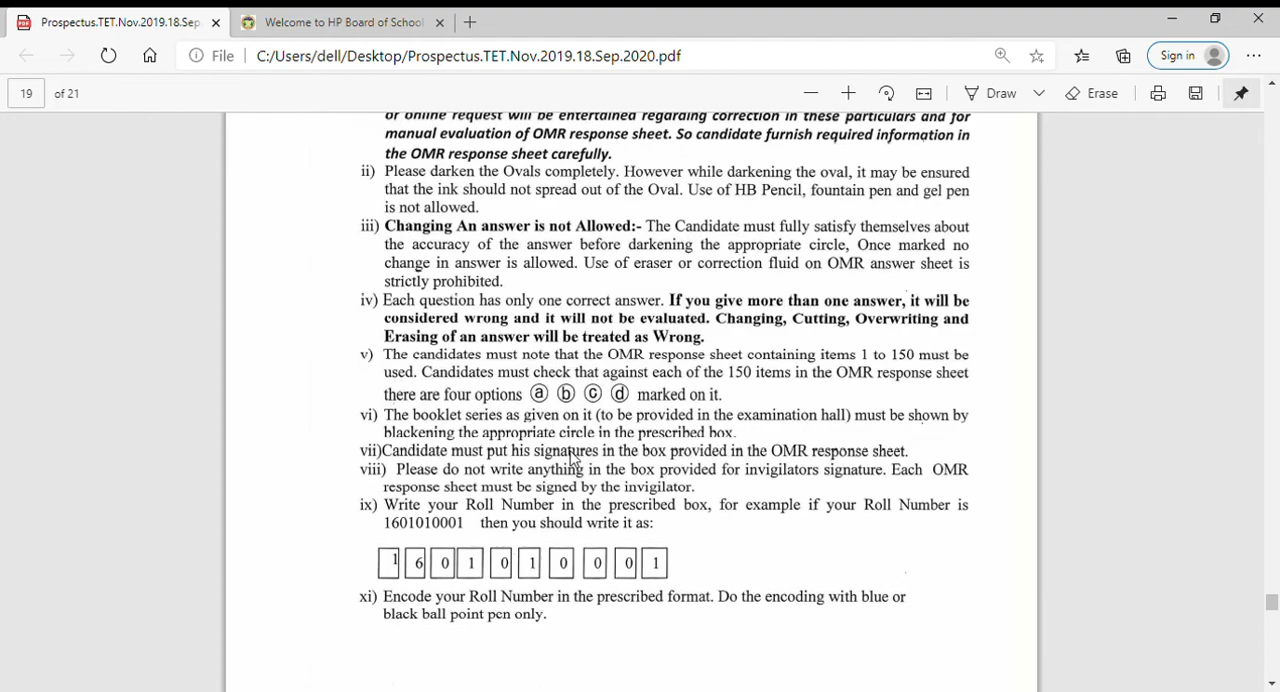 Prospectus.TET.Nov.2019.18.Sep
Welcome to HP Board of School
File
C:/Users/dell/Desktop/Prospectus.TET.Nov.2019.18.Sep.2020.pdf
Sign in
19 of 21
Draw
Erase
or online request will be entertained regarding correction in these particulars and for
manual evaluation of OMR response sheet. So candidate furnish required information in
the OMR response sheet carefully.
ii) Please darken the Ovals completely. However while darkening the oval, it may be ensured
that the ink should not spread out of the Oval. Use of HB Pencil, fountain pen and gel pen
is not allowed.
iii) Changing An answer is not Allowed:- The Candidate must fully satisfy themselves about
the accuracy of the answer before darkening the appropriate circle, Once marked no
change in answer is allowed. Use of eraser or correction fluid on OMR answer sheet is
strictly prohibited.
iv) Each question has only one correct answer. If you give more than one answer, it will be
considered wrong and it will not be evaluated. Changing, Cutting, Overwriting and
Erasing of an answer will be treated as Wrong.
v) The candidates must note that the OMR response sheet containing items 1 to 150 must be
used. Candidates must check that against each of the 150 items in the OMR response sheet
there are four options ⓐ ⓑ ⓒ ⓓ marked on it.
vi) The booklet series as given on it (to be provided in the examination hall) must be shown by
blackening the appropriate circle in the prescribed box.
vii)Candidate must put his signatures in the box provided in the OMR response sheet.
viii) Please do not write anything in the box provided for invigilators signature. Each OMR
response sheet must be signed by the invigilator.
ix) Write your Roll Number in the prescribed box, for example if your Roll Number is
1601010001 then you should write it as:
1 6 0 1 0 1 0 0 0 1
xi) Encode your Roll Number in the prescribed format. Do the encoding with blue or
black ball point pen only.